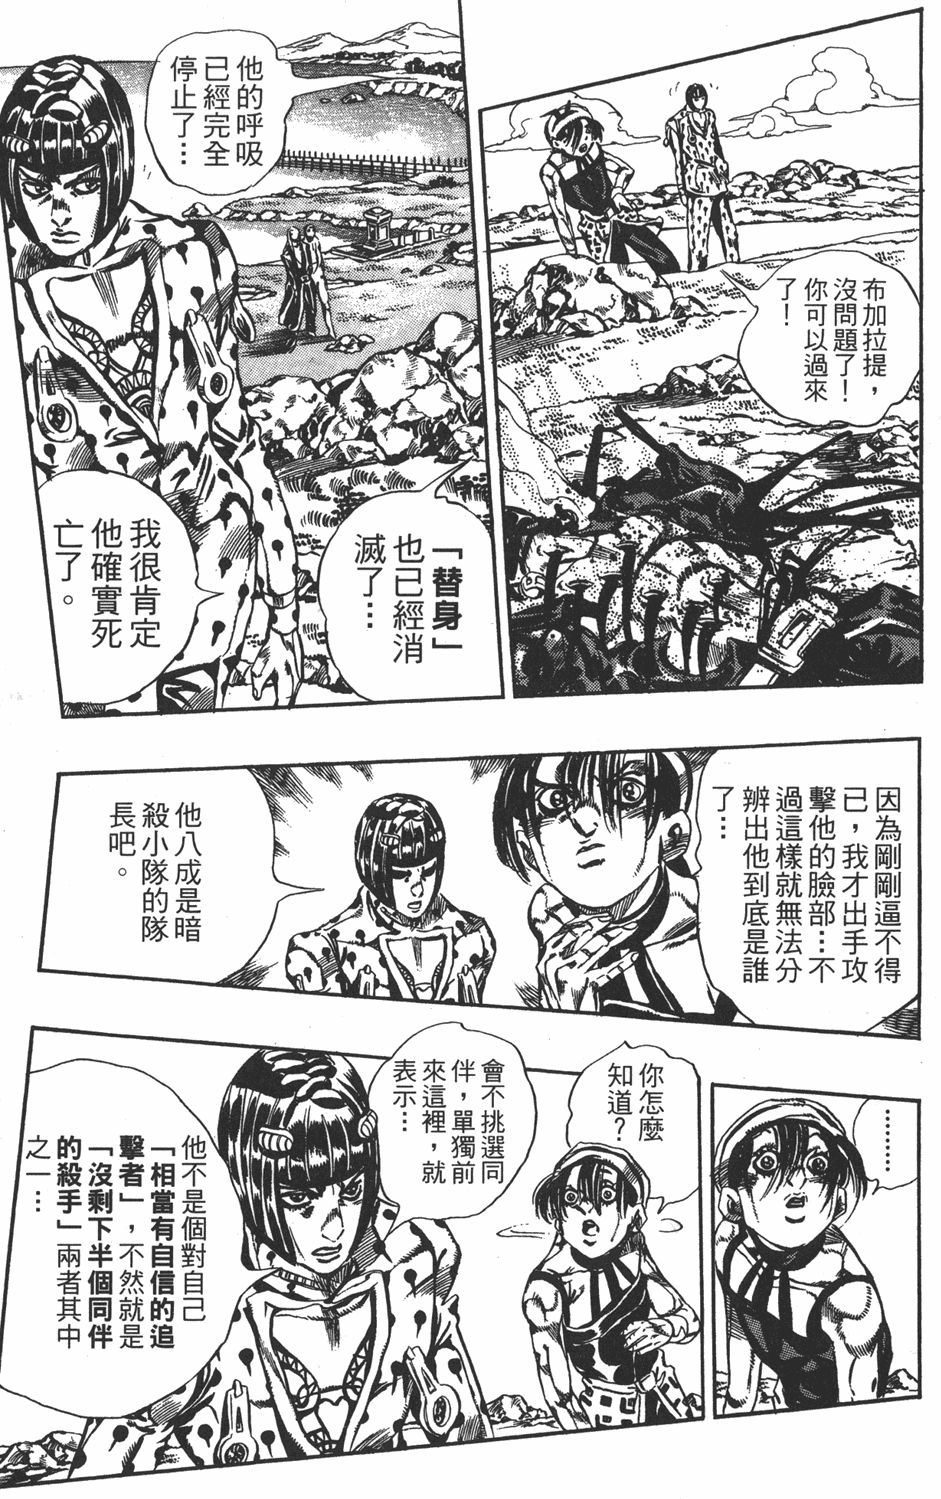 布加拉提，
沒問題了！
你可以過來
了！
他的呼吸
已經完全
停止了…
「替身」
也已經消
滅了…
我很肯定
他確實死
亡了。
因為剛剛逼不得
已，我才出手攻
擊他的臉部…不
過這樣就無法分
辨出他到底是誰
了…
他八成是暗
殺小隊的隊
長吧。
………
你怎麼
知道？
會不挑選同
伴，單獨前
來這裡，就
表示…
他不是個對自己
「相當有自信的追
擊者」，不然就是
「沒剩下半個同伴
的殺手」兩者其中
之一…